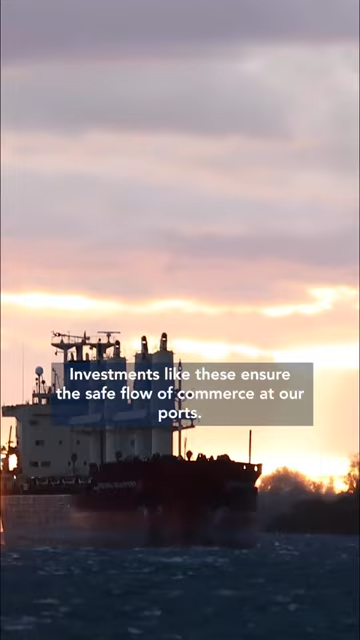 Investments like these ensure
the safe flow of commerce at our
ports.